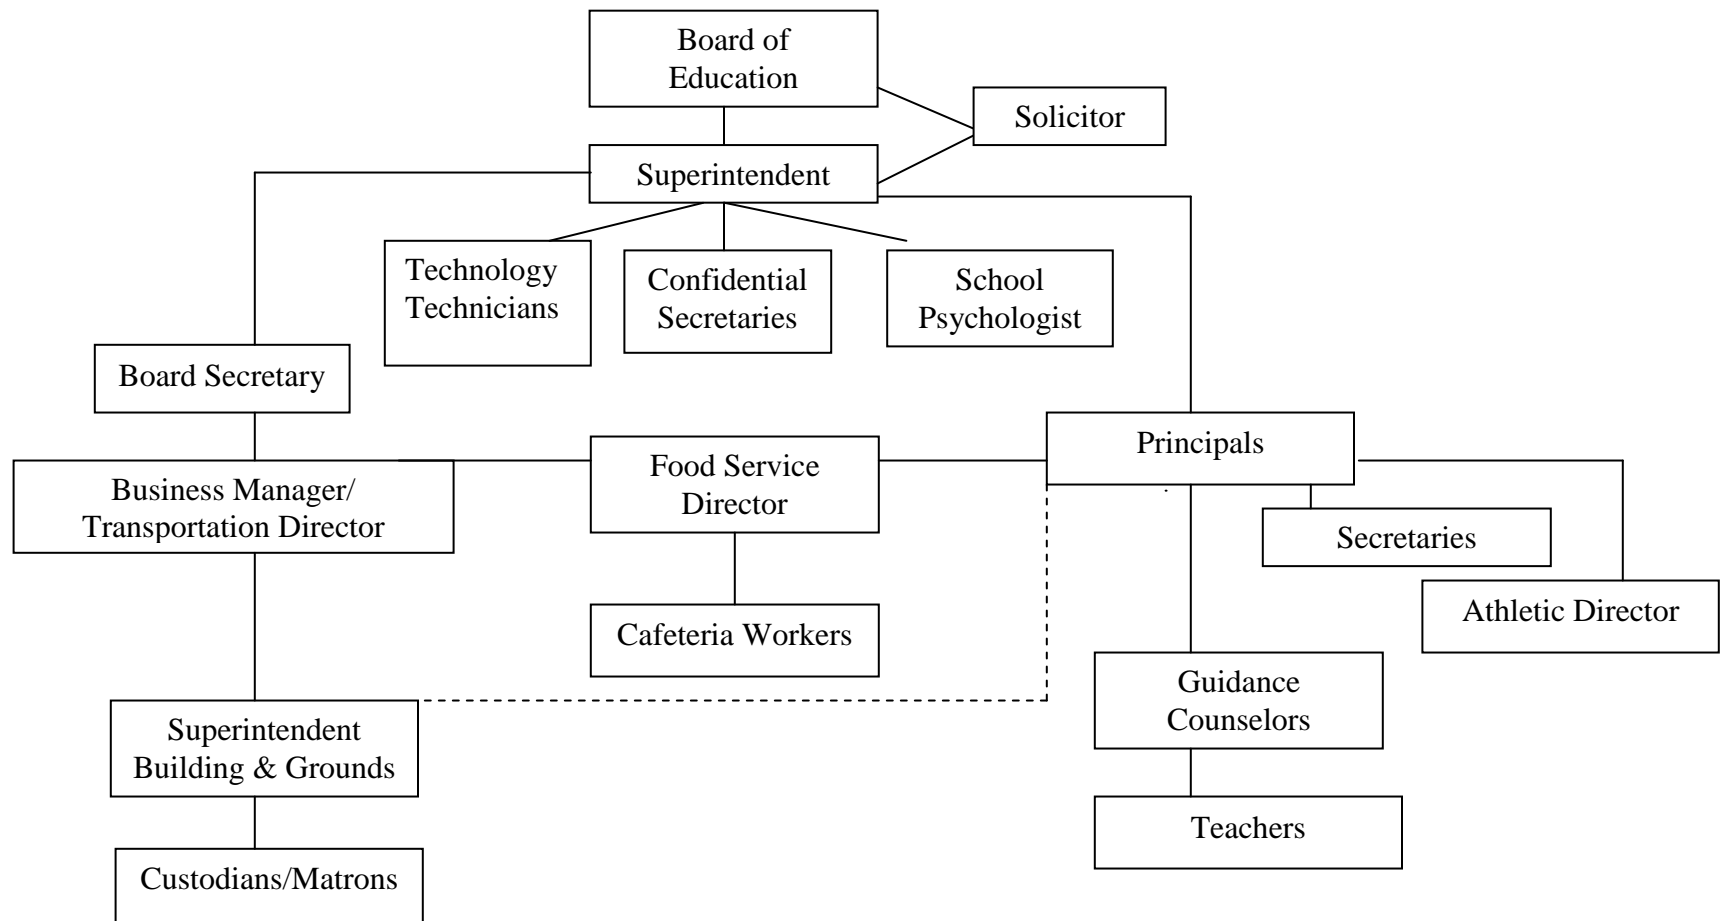 Board of
Education
Solicitor
Superintendent
Technology
Technicians
Confidential
Secretaries
School
Psychologist
Board Secretary
Principals
Food Service
Director
Business Manager/
Transportation Director
Secretaries
Athletic Director
Cafeteria Workers
Guidance
Counselors
Superintendent
Building & Grounds
Teachers
Custodians/Matrons